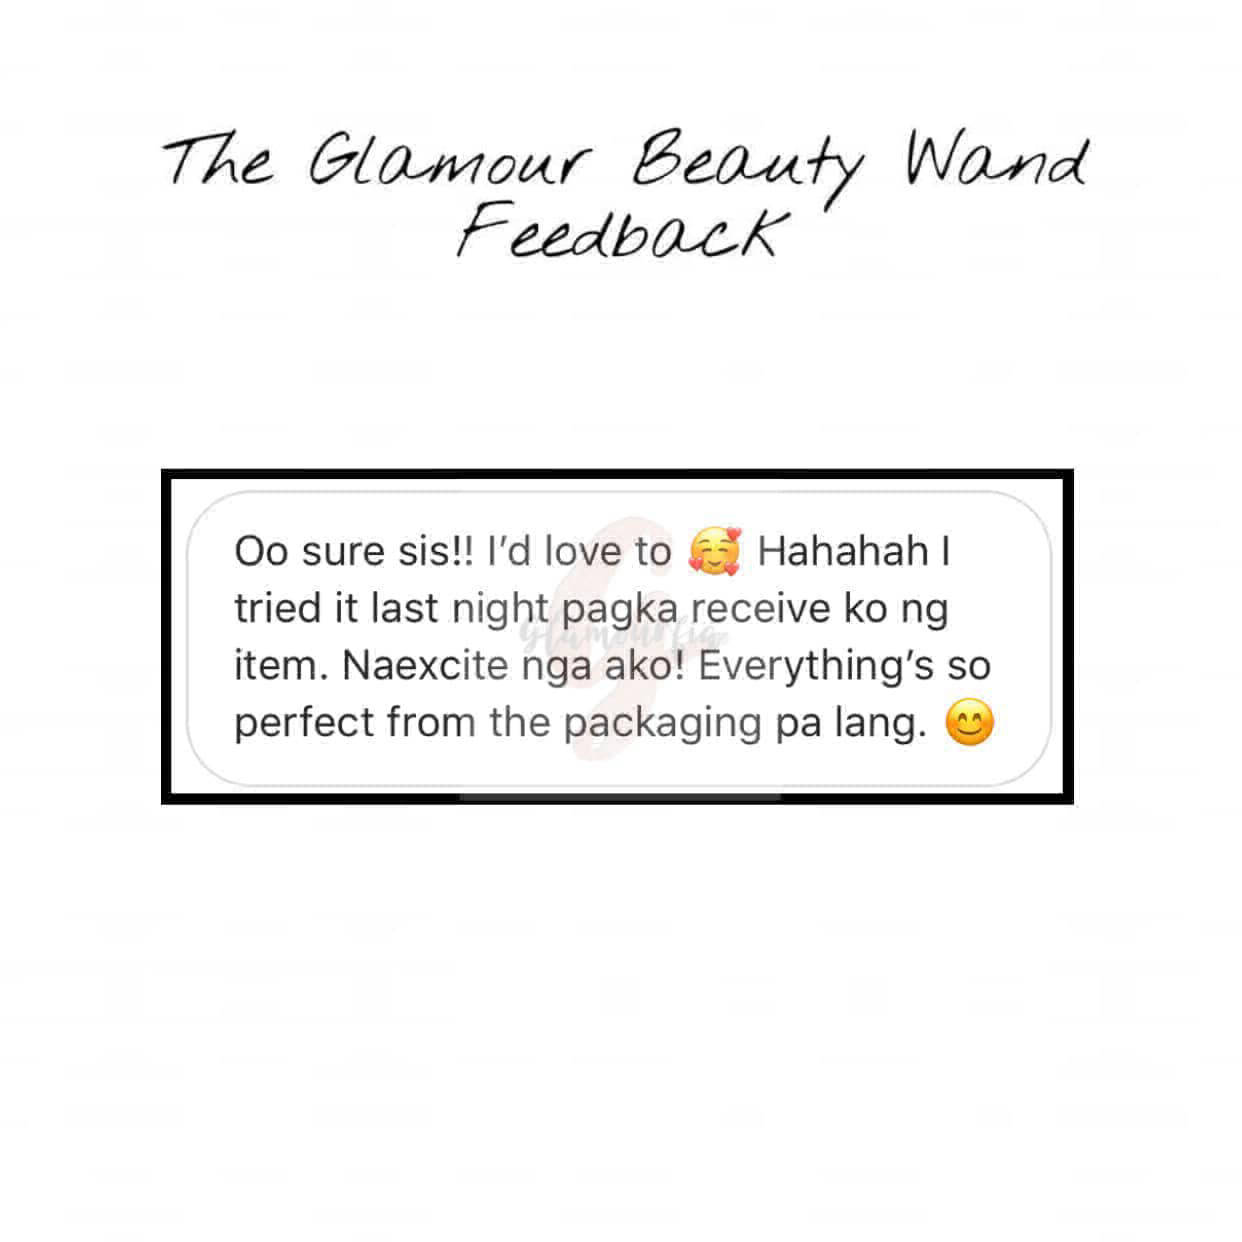 The Glamour Beauty Wand
Feedback
Oo sure sis!! I’d love to 🥰 Hahahah I
tried it last night pagka receive ko ng
item. Naexcite nga ako! Everything’s so
perfect from the packaging pa lang. 😊